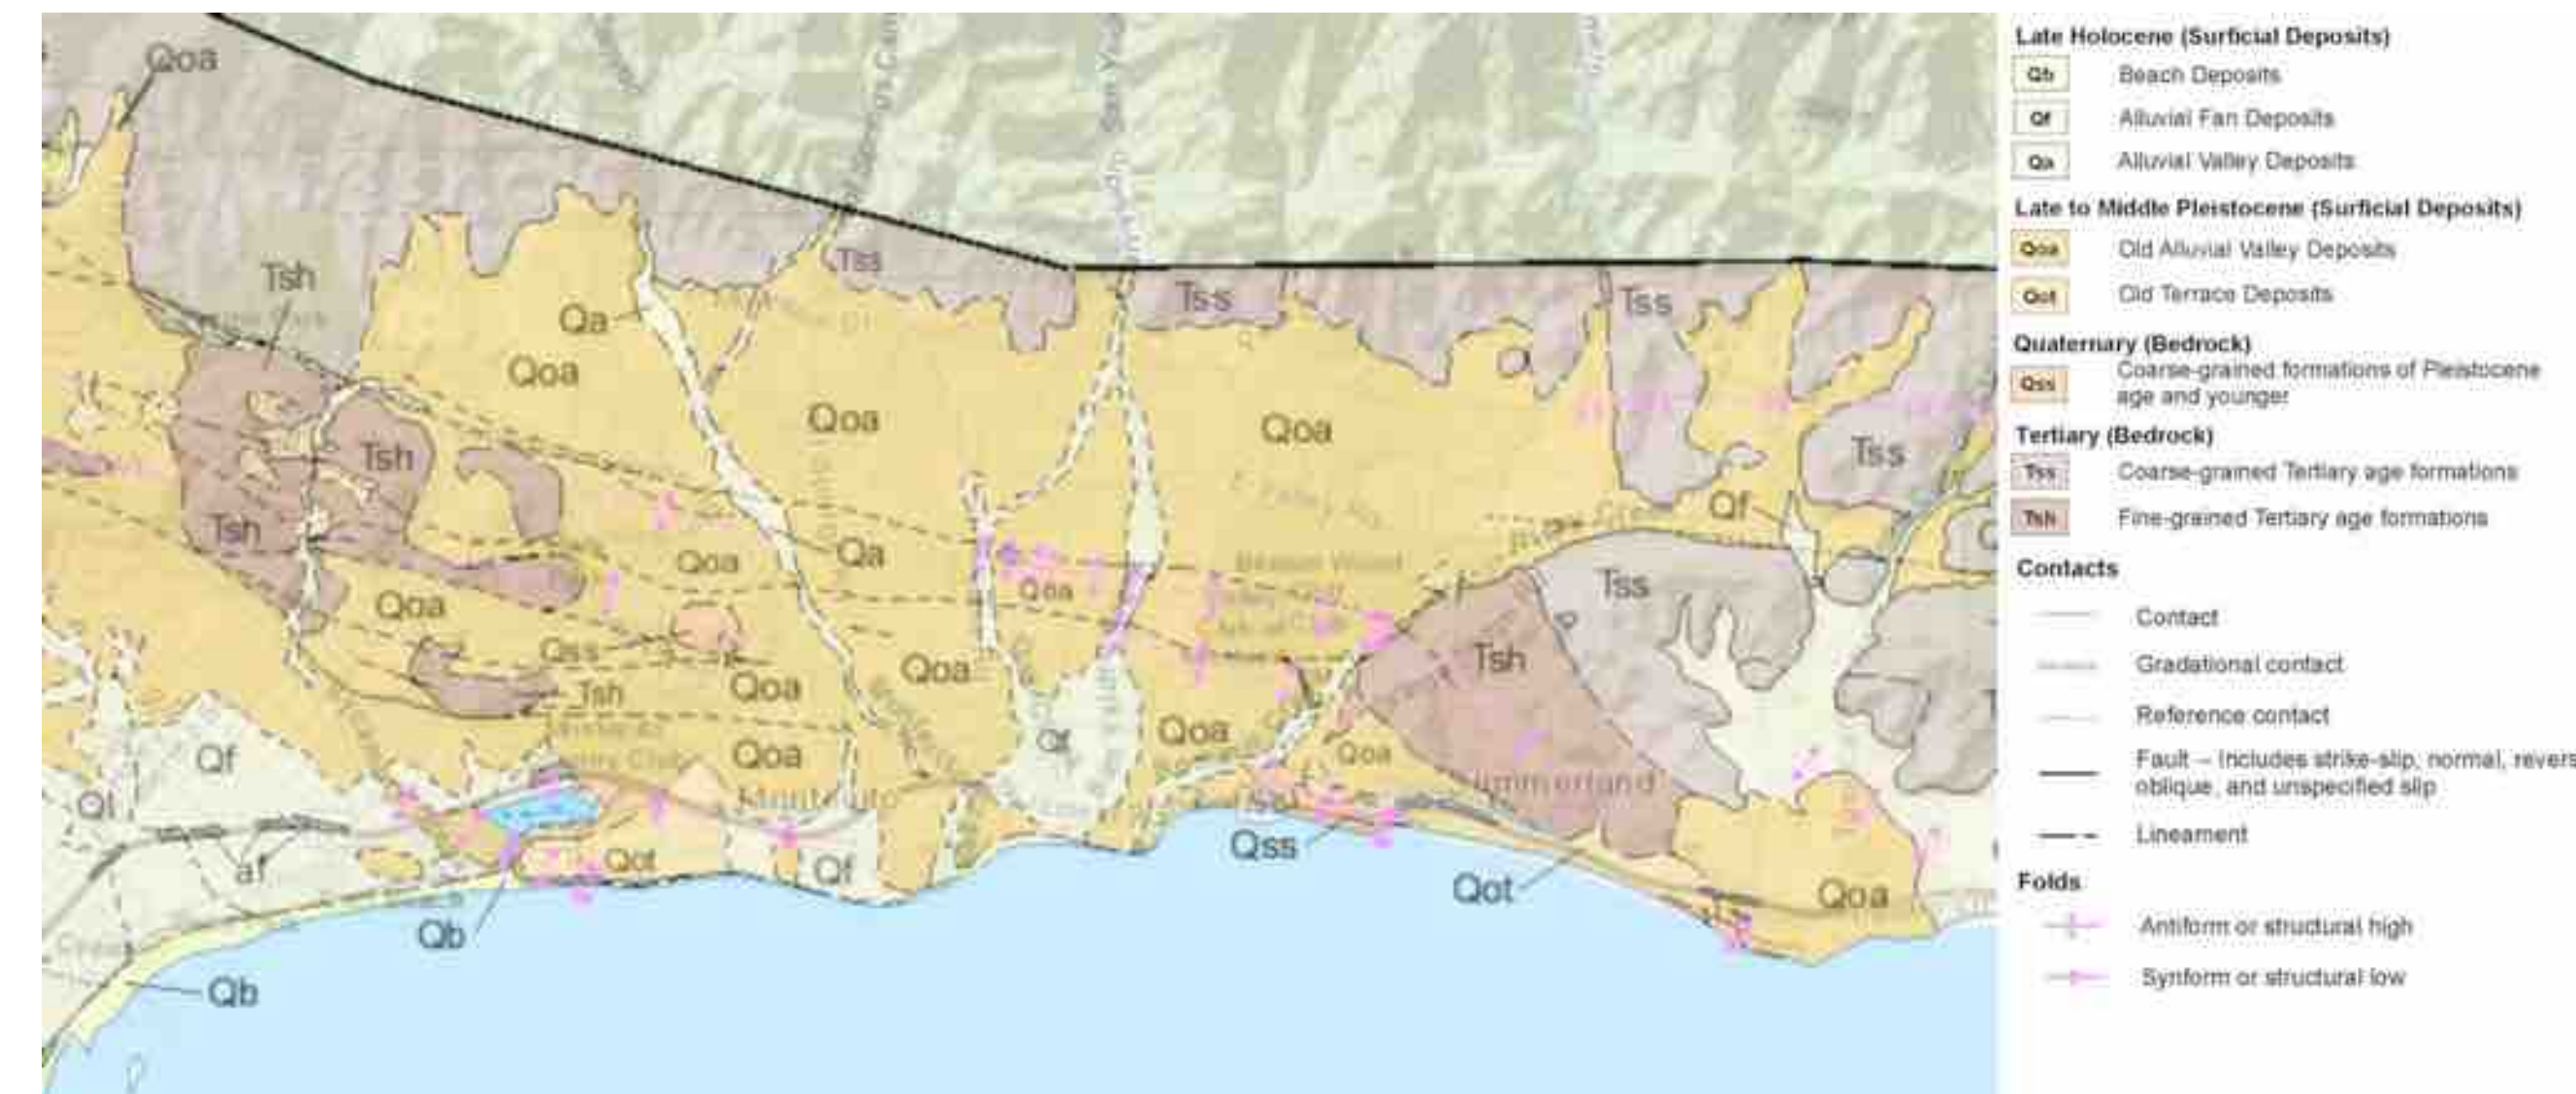 Qoa
Tsh
Tss
Tss
Tss
Qa
Qoa
Qoa
Qoa
Tsh
Tss
Qf
Tsh
Qoa
Qa
Qoa
Qoa
Tss
Qss
Tsh
Qoa
Qoa
Tsh
Qf
Qoa
Qf
Qoa
Qoa
Montecito
Summerland
af
Qot
Qf
Qss
Qot
Qoa
Qb
Qb
Late Holocene (Surficial Deposits)
Qb Beach Deposits
Qf Alluvial Fan Deposits
Qa Alluvial Valley Deposits
Late to Middle Pleistocene (Surficial Deposits)
Qoa Old Alluvial Valley Deposits
Qot Old Terrace Deposits
Quaternary (Bedrock)
Qss Coarse-grained formations of Pleistocene
age and younger
Tertiary (Bedrock)
Tss Coarse-grained Tertiary age formations
Tsh Fine-grained Tertiary age formations
Contacts
Contact
Gradational contact
Reference contact
Fault – Includes strike-slip, normal, revers
oblique, and unspecified slip
Lineament
Folds
Antiform or structural high
Synform or structural low